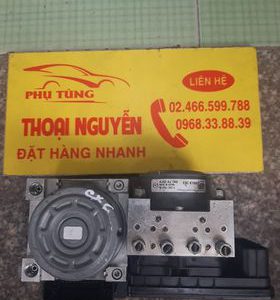 PHỤ TÙNG
LIÊN HỆ
02.466.599.788
0968.33.88.39
THOẠI NGUYỄN
ĐẶT HÀNG NHANH